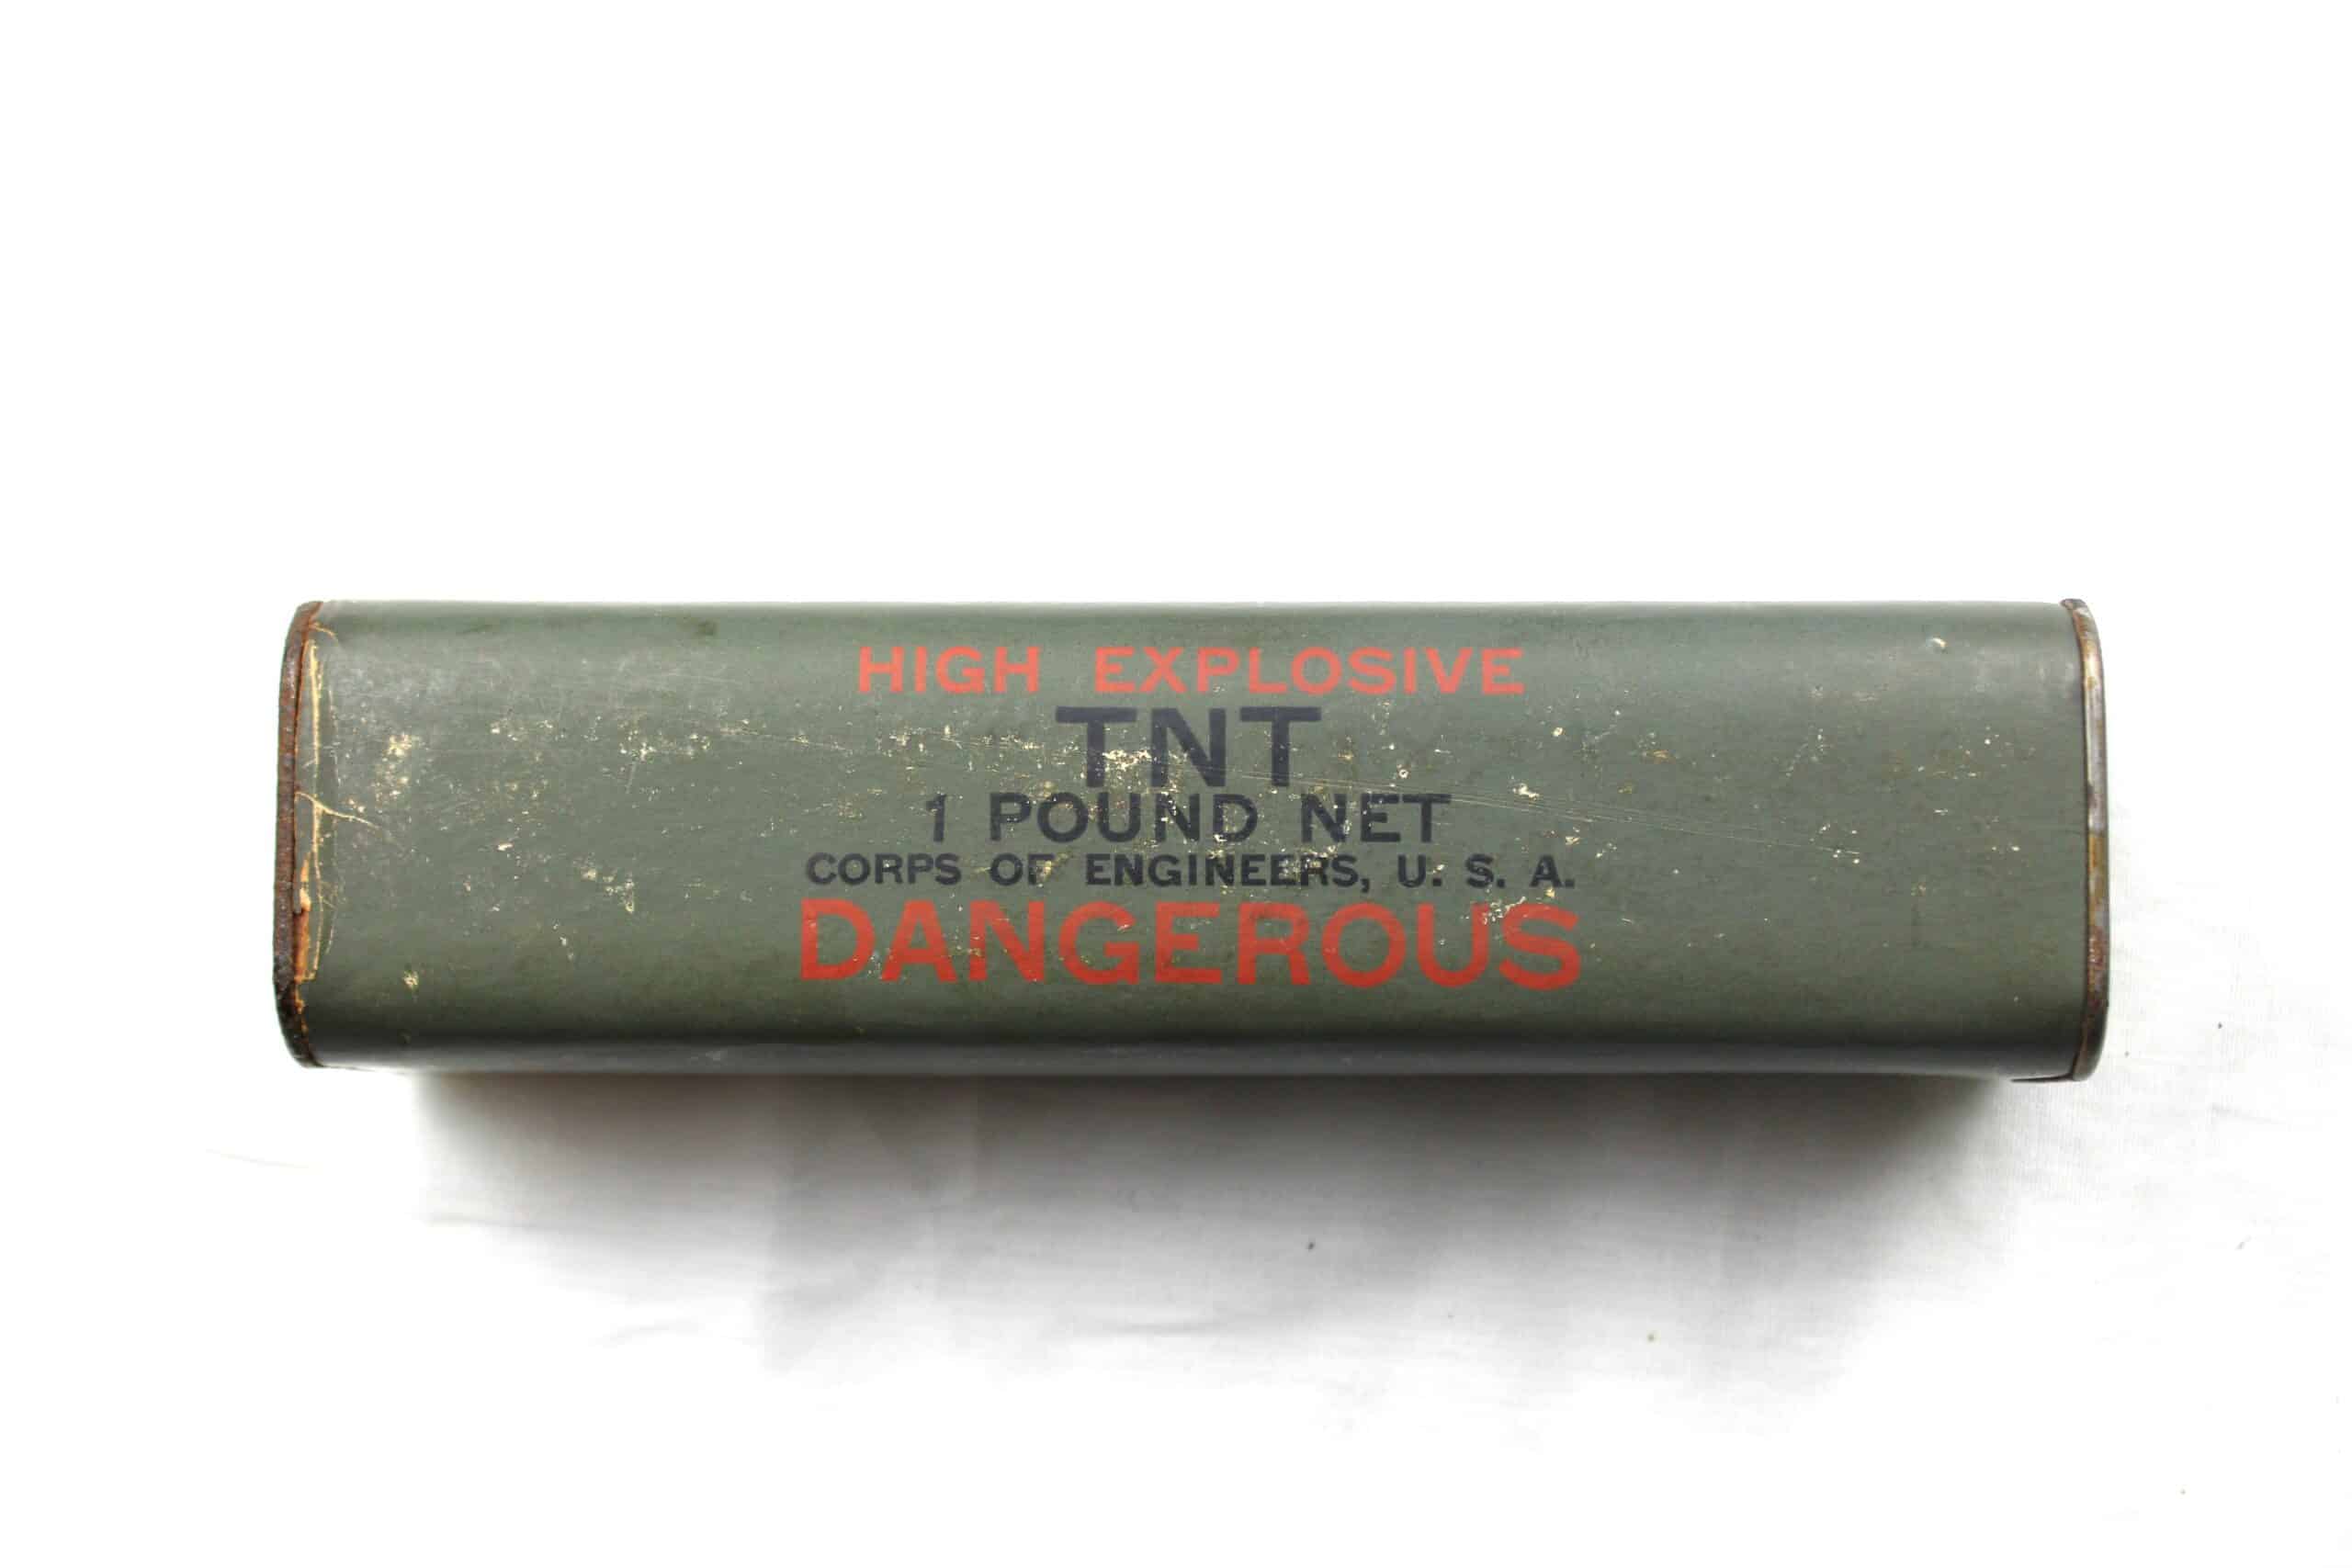 HIGH EXPLOSIVE
TNT
1 POUND NET
CORPS OF ENGINEERS, U. S. A.
DANGEROUS